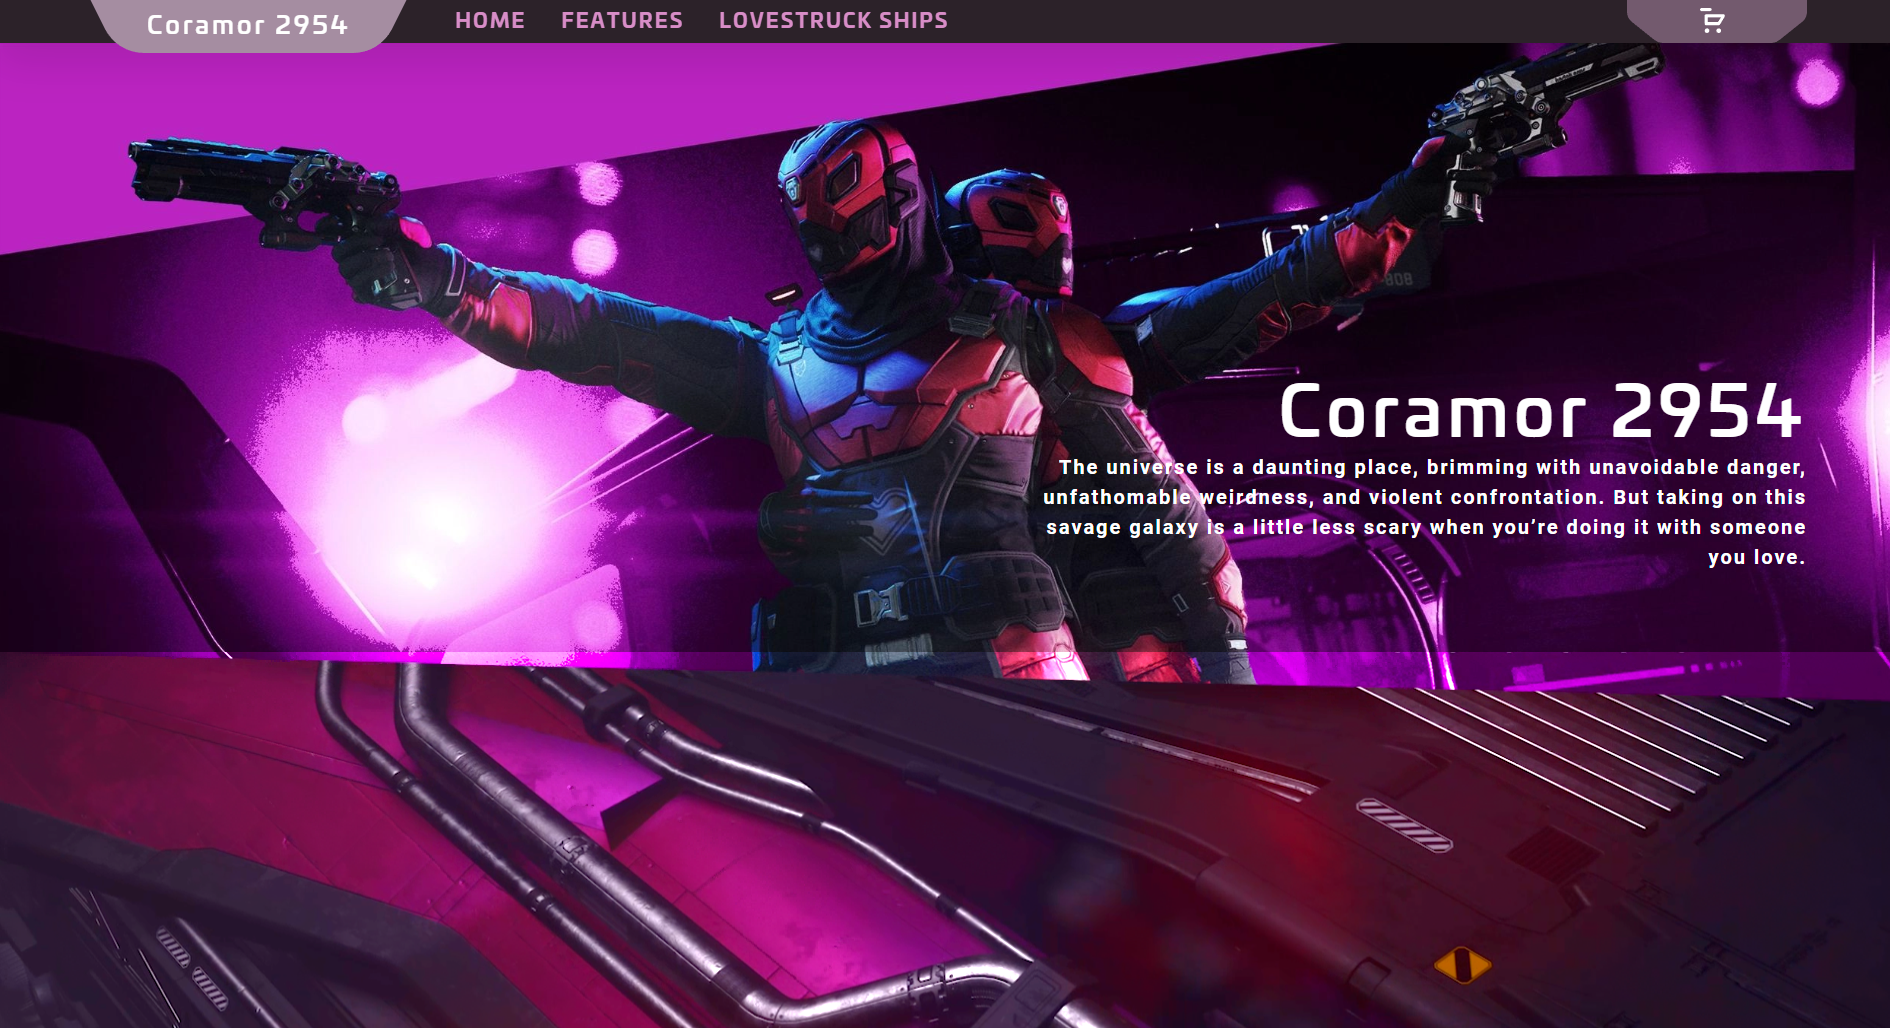 Coramor 2954
HOME FEATURES LOVESTRUCK SHIPS
808
Coramor 2954
The universe is a daunting place, brimming with unavoidable danger,
unfathomable weirdness, and violent confrontation. But taking on this
savage galaxy is a little less scary when you’re doing it with someone
you love.